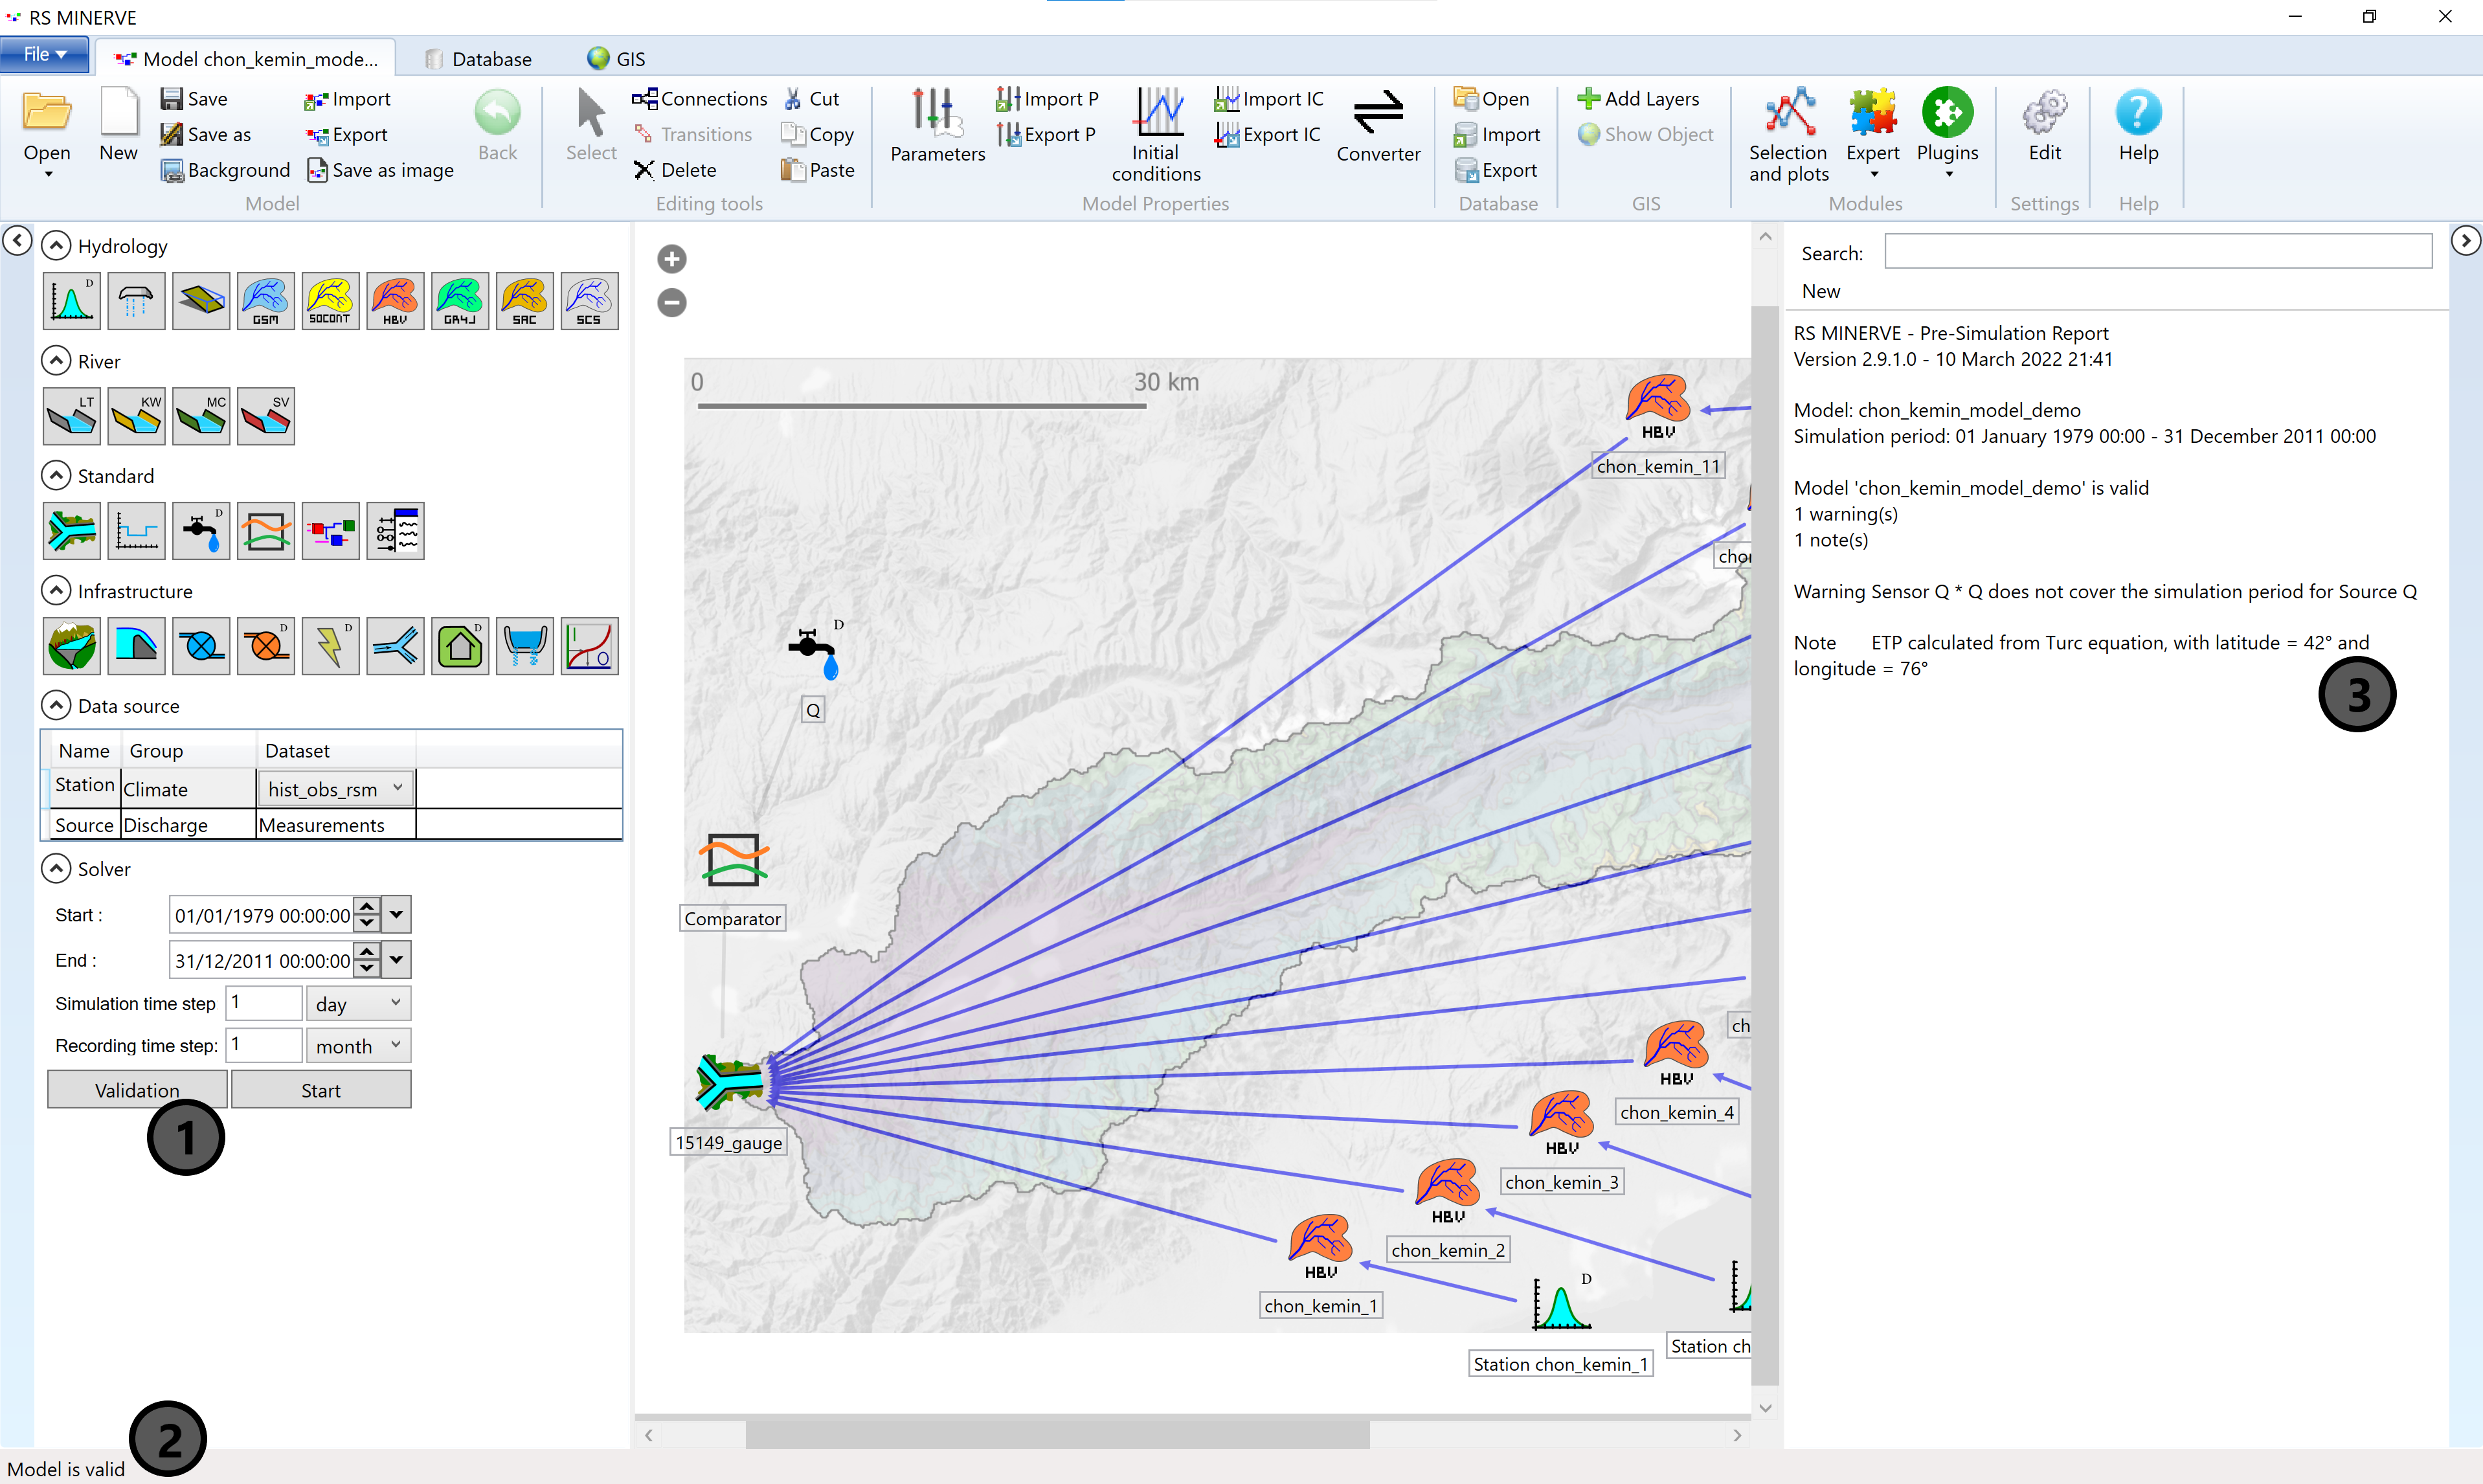 RS MINERVE
File
Model chon_kemin_mode...
Database
GIS
Open
New
Save
Save as
Background
Import
Export
Save as image
Back
Model
Select
Connections
Transitions
Delete
Cut
Copy
Paste
Editing tools
Parameters
Import P
Export P
Initial conditions
Import IC
Export IC
Converter
Model Properties
Open
Import
Export
Database
Add Layers
Show Object
GIS
Selection and plots
Expert
Plugins
Modules
Edit
Settings
Help
Help
Hydrology
D
GSM
SOCONT
HBV
GR4J
SAC
SCS
River
LT
KW
MC
SV
Standard
D
Infrastructure
D
D
D
Data source
Name Group Dataset
Station Climate hist_obs_rsm
Source Discharge Measurements
Solver
Start : 01/01/1979 00:00:00
End : 31/12/2011 00:00:00
Simulation time step 1 day
Recording time step: 1 month
Validation Start
1
2
Model is valid
0 30 km
HBV
chon_kemin_11
chon
D
Q
Comparator
15149_gauge
ch
HBV
chon_kemin_4
HBV
chon_kemin_3
HBV
chon_kemin_2
HBV
chon_kemin_1
D
Station chon_kemin_1
Station ch
Search:
New
RS MINERVE - Pre-Simulation Report
Version 2.9.1.0 - 10 March 2022 21:41
Model: chon_kemin_model_demo
Simulation period: 01 January 1979 00:00 - 31 December 2011 00:00
Model 'chon_kemin_model_demo' is valid
1 warning(s)
1 note(s)
Warning Sensor Q * Q does not cover the simulation period for Source Q
Note ETP calculated from Turc equation, with latitude = 42° and
longitude = 76°
3